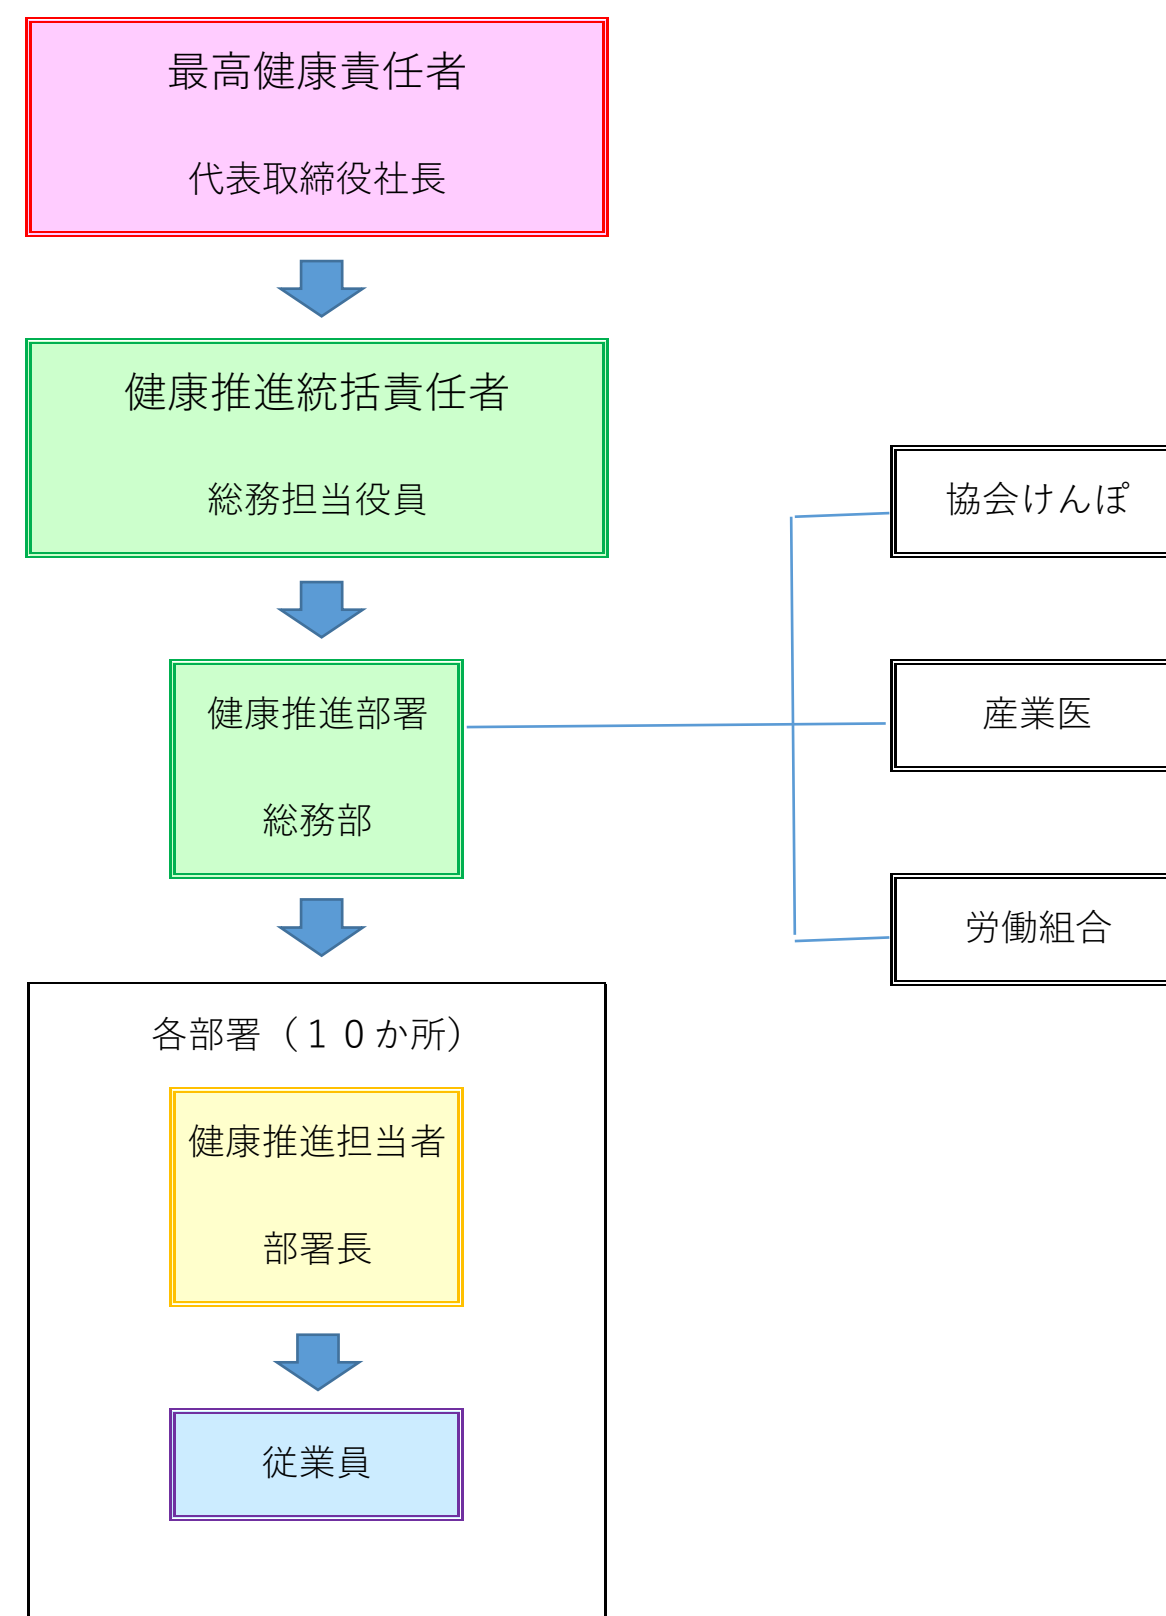 最高健康責任者
代表取締役社長
健康推進統括責任者
総務担当役員
協会けんぽ
健康推進部署
総務部
産業医
労働組合
各部署（１０か所）
健康推進担当者
部署長
従業員